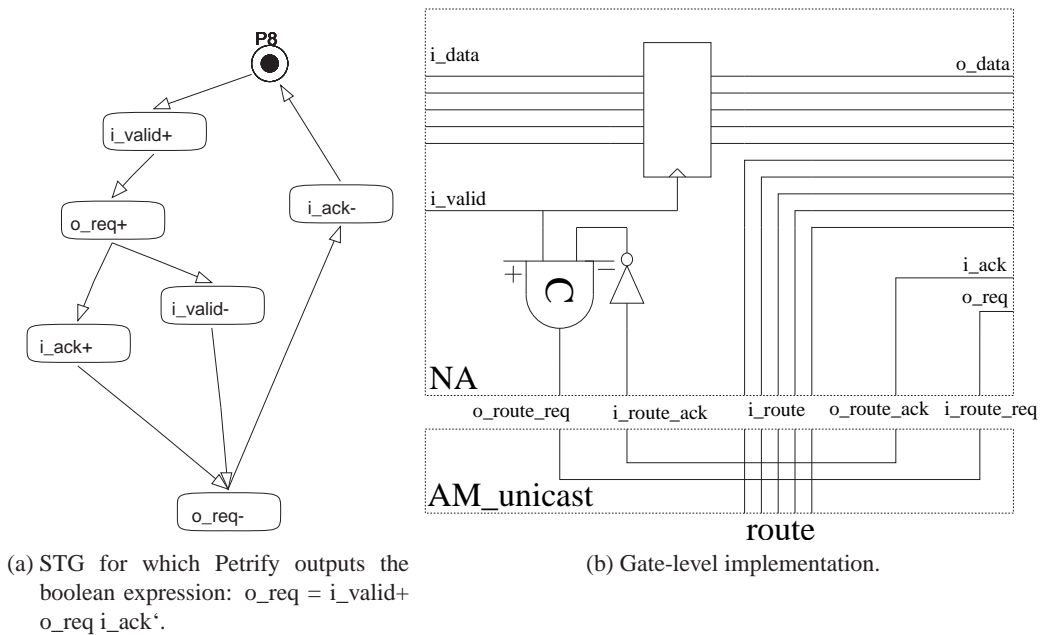 P8
i_valid+
o_req+
i_ack-
i_valid-
i_ack+
o_req-
(a) STG for which Petrify outputs the
boolean expression: o_req = i_valid+
o_req i_ack‘.
i_data
o_data
i_valid
+
C
−
i_ack
o_req
NA
o_route_req
i_route_ack
i_route
o_route_ack
i_route_req
AM_unicast
route
(b) Gate-level implementation.